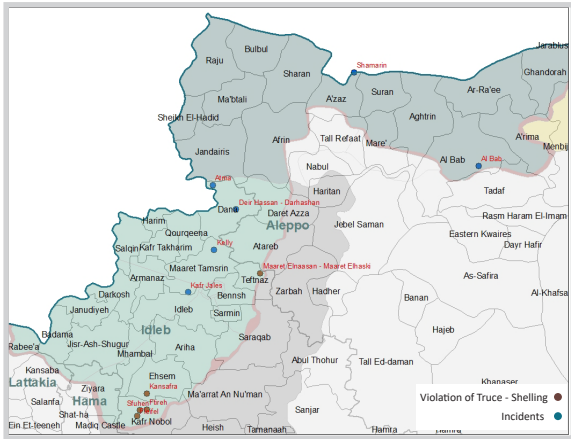 Jarablus
Bulbul
Raju
Shamarin
Sharan
Ghandorah
Suran
Ar-Ra'ee
Ma'btali
A'zaz
Sheikh El-Hadid
Aghtrin
Afrin
Tall Refaat
Mare'
A'rima
Menbij
Jandairis
Al Bab
Al Bab
Nabul
Atma
Haritan
Tadaf
Deir Hassan - Darhashan
Dana
Daret Azza
Harim
Aleppo
Jebel Saman
Rasm Haram El-Imam
Qourqeena
Eastern Kwaires
Salqin
Kafr Takharim
Kelly
Atareb
Dayr Hafir
Maaret Tamsrin
Maaret Elnaasan - Maaret Elhaski
Armanaz
Teftnaz
As-Safira
Kafr Jales
Darkosh
Bennsh
Zarbah
Hadher
Banan
Al-Khafsa
Janudiyeh
Idleb
Sarmin
Idleb
Hajeb
Badama
Saraqab
Rabee'a
Jisr-Ash-Shugur
Ariha
Mhambal
Abul Thohur
Tall Ed-daman
Kansaba
Ehsem
Lattakia
Ziyara
Kansafra
Ma'arrat An Nu'man
Khanaser
Violation of Truce - Shelling
Salanfa
Hama
Sfuhen
Ftireh
Sanjar
Shat-ha
Incidents
Ein Et-teeneh
Madiq Castle
Kafr Nobol
Heish
Tamanaah
Hamra